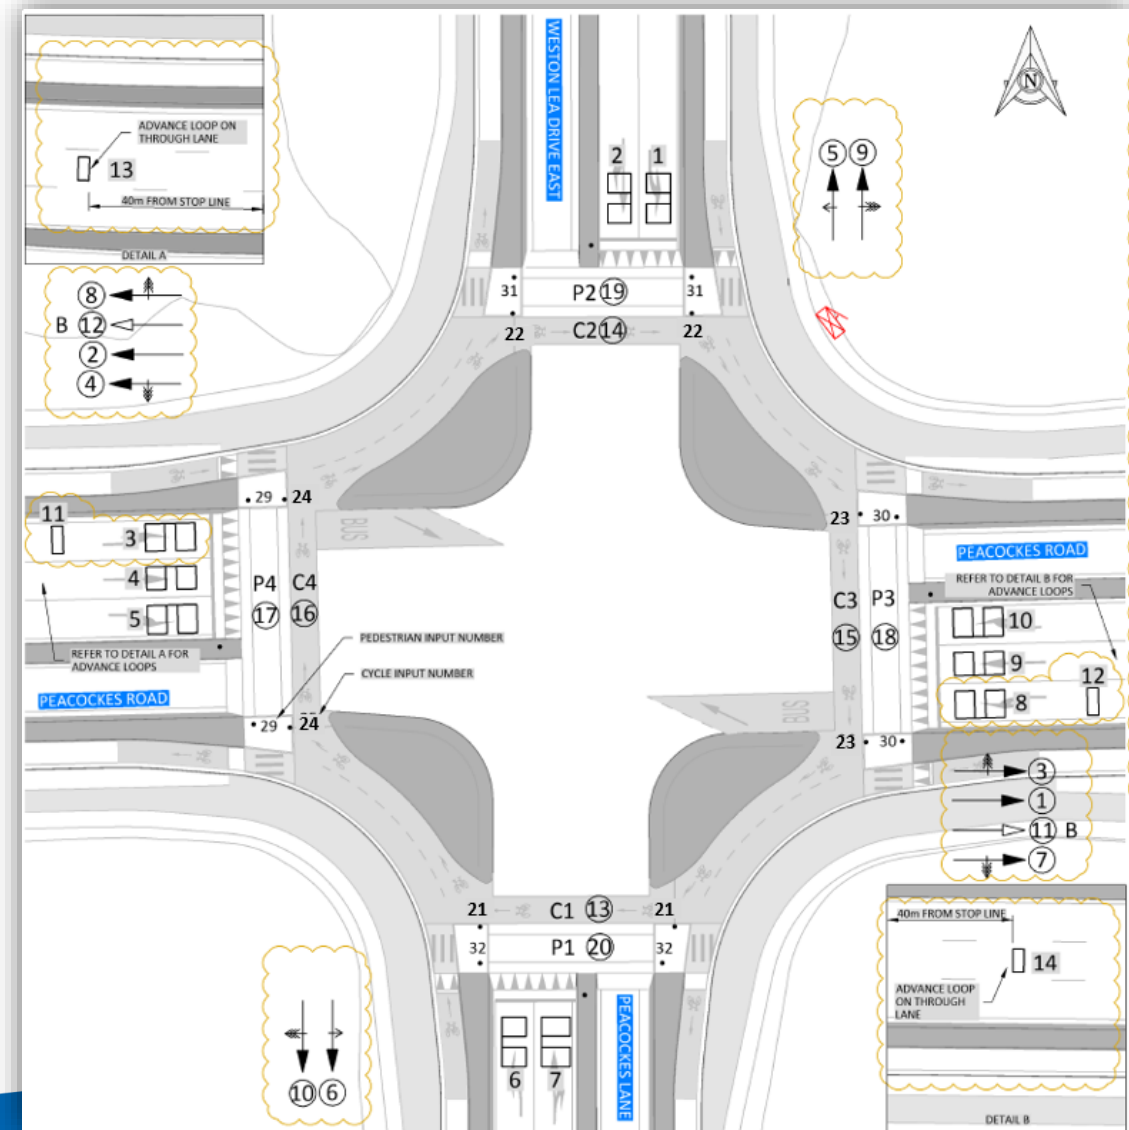 ADVANCE LOOP ON
THROUGH LANE
13
40m FROM STOP LINE
DETAIL A
WESTON LEA DRIVE EAST
2
1
N
5
9
8
B 12
2
4
31
P2 19
31
22
C2 14
22
29
24
BUS
11
3
4
5
P4
17
C4
16
REFER TO DETAIL A FOR
ADVANCE LOOPS
PEACOCKES ROAD
PEDESTRIAN INPUT NUMBER
CYCLE INPUT NUMBER
29
24
23
30
PEACOCKES ROAD
REFER TO DETAIL B FOR
ADVANCE LOOPS
C3
15
P3
18
10
9
8
12
BUS
23
30
3
1
11 B
7
21
C1 13
21
32
P1 20
32
10
6
6
7
PEACOCKES LANE
40m FROM STOP LINE
14
ADVANCE LOOP
ON THROUGH
LANE
DETAIL B